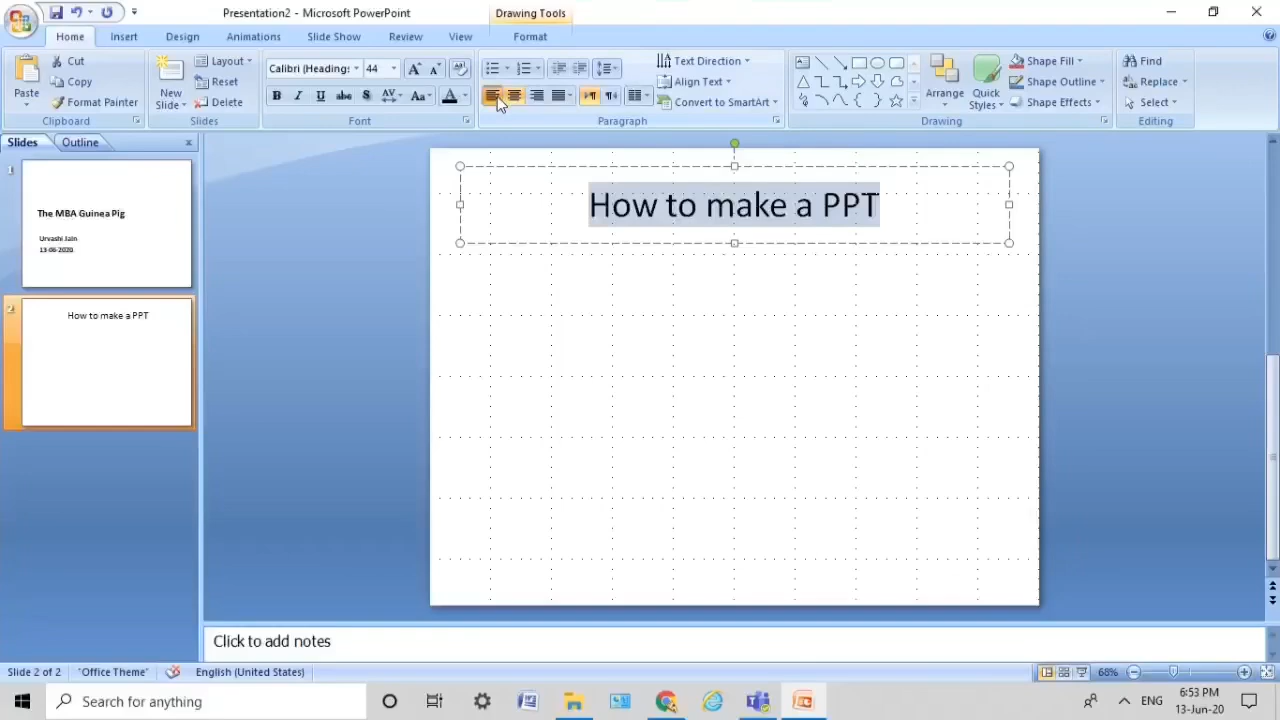 Presentation2 - Microsoft PowerPoint
Drawing Tools
Home
Insert
Design
Animations
Slide Show
Review
View
Format
Paste
Cut
Copy
Format Painter
Clipboard
New
Slide
Layout
Reset
Delete
Slides
Calibri (Heading:
44
B I U abc S AV Aa A
Font
Text Direction
Align Text
Convert to SmartArt
Paragraph
Arrange
Quick
Styles
Shape Fill
Shape Outline
Shape Effects
Drawing
Find
Replace
Select
Editing
Slides
Outline
1
The MBA Guinea Pig
Urvashi Jain
13-06-2020
2
How to make a PPT
How to make a PPT
Click to add notes
Slide 2 of 2
"Office Theme"
English (United States)
68%
Search for anything
ENG
6:53 PM
13-Jun-20